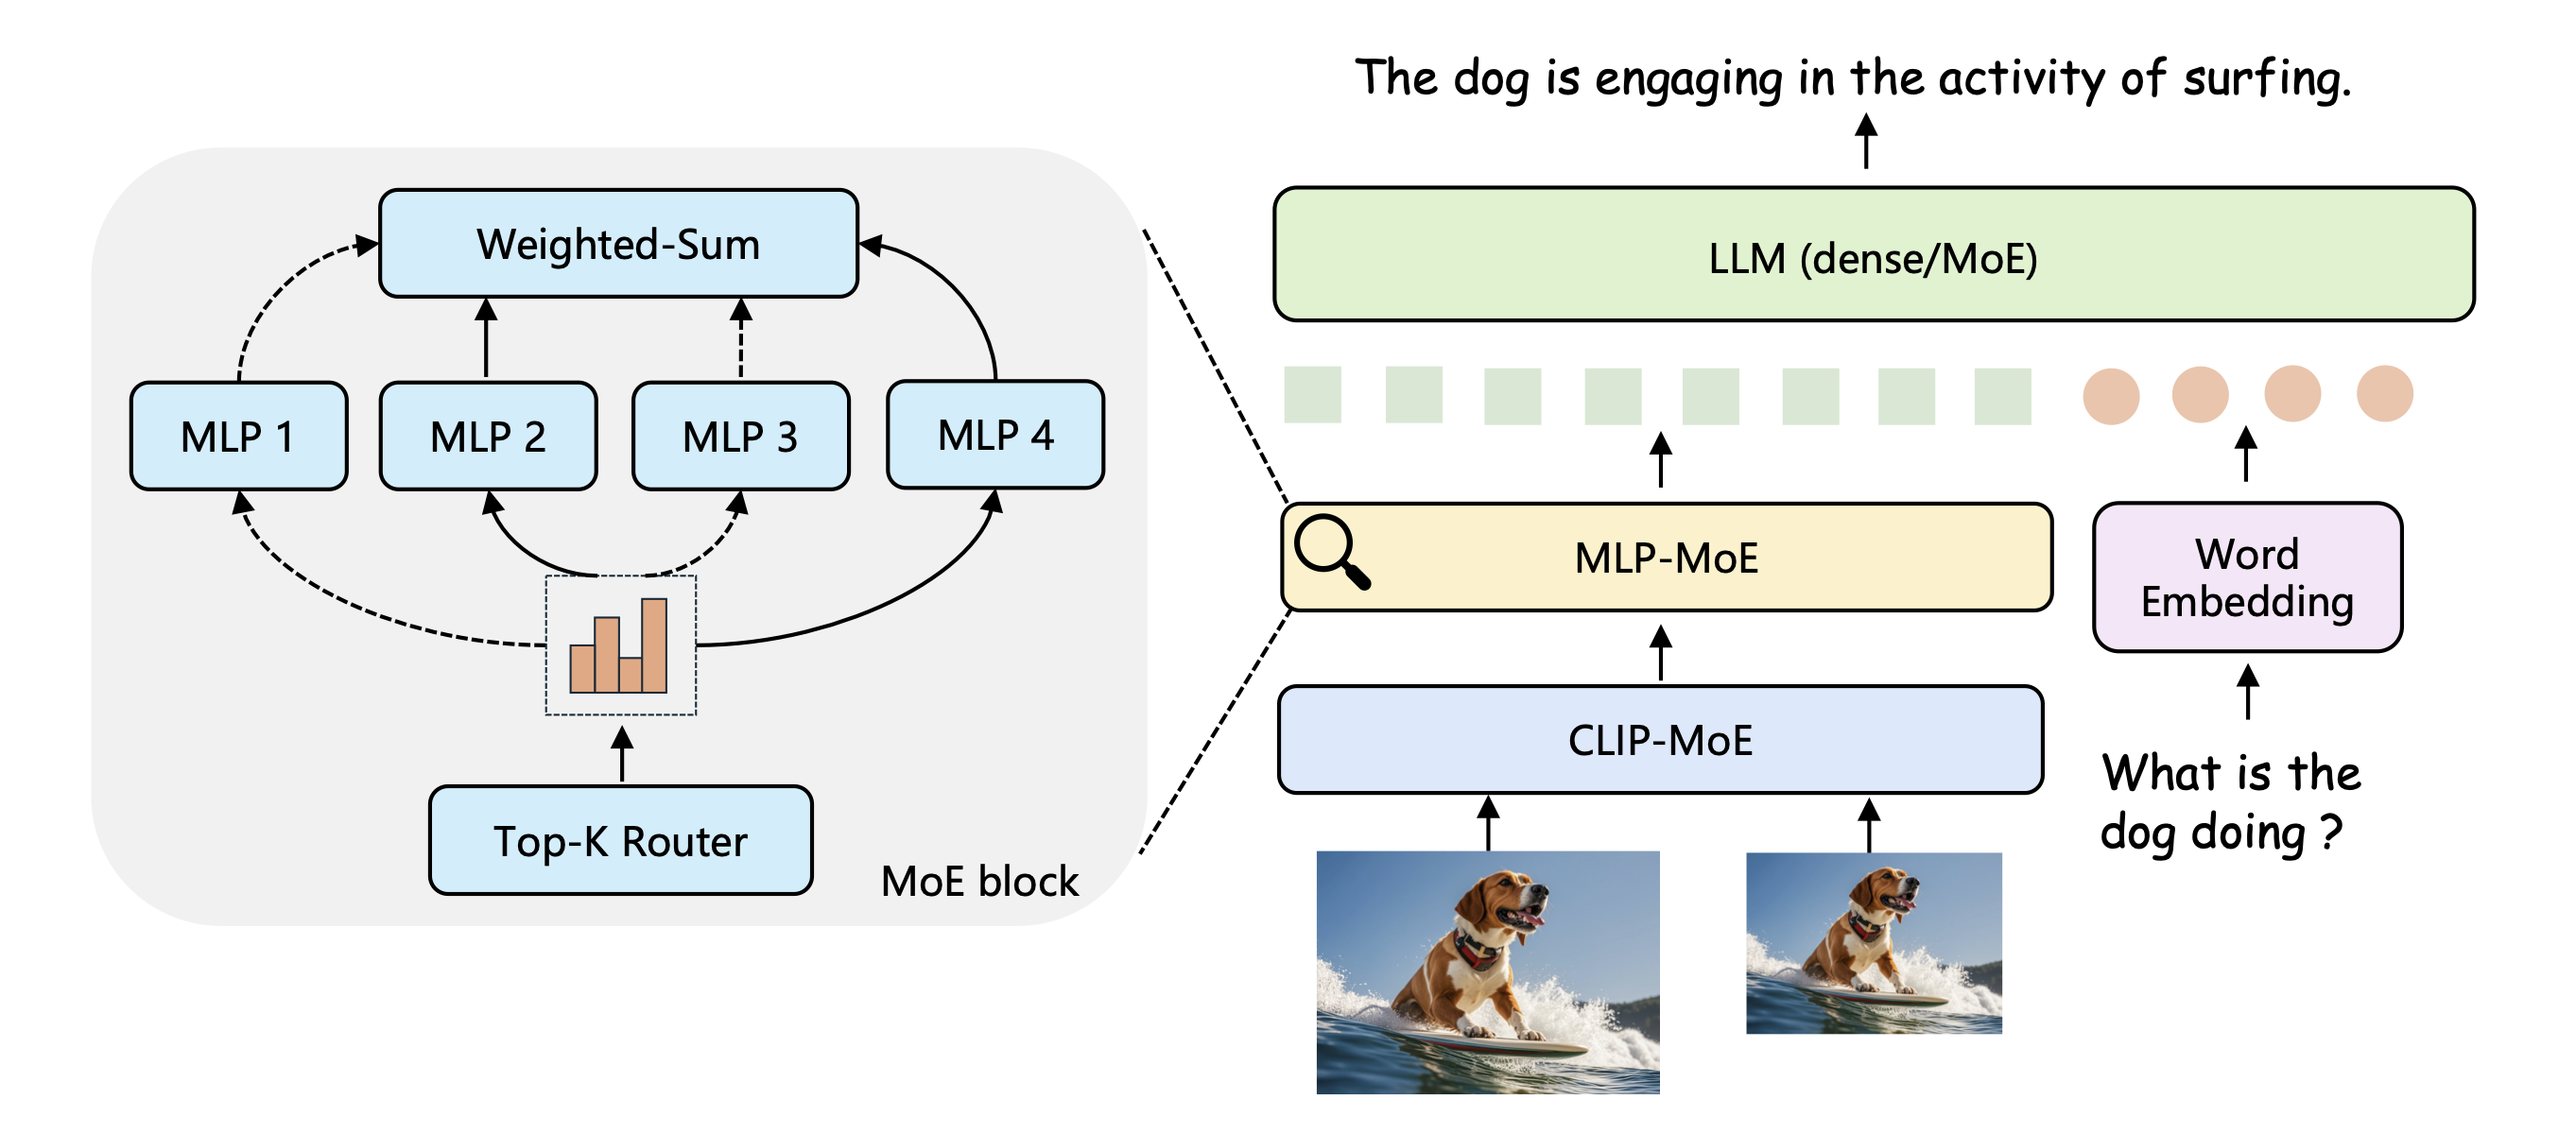 The dog is engaging in the activity of surfing.
Weighted-Sum
MLP 1
MLP 2
MLP 3
MLP 4
Top-K Router
MoE block
LLM (dense/MoE)
MLP-MoE
Word
Embedding
CLIP-MoE
What is the
dog doing ?